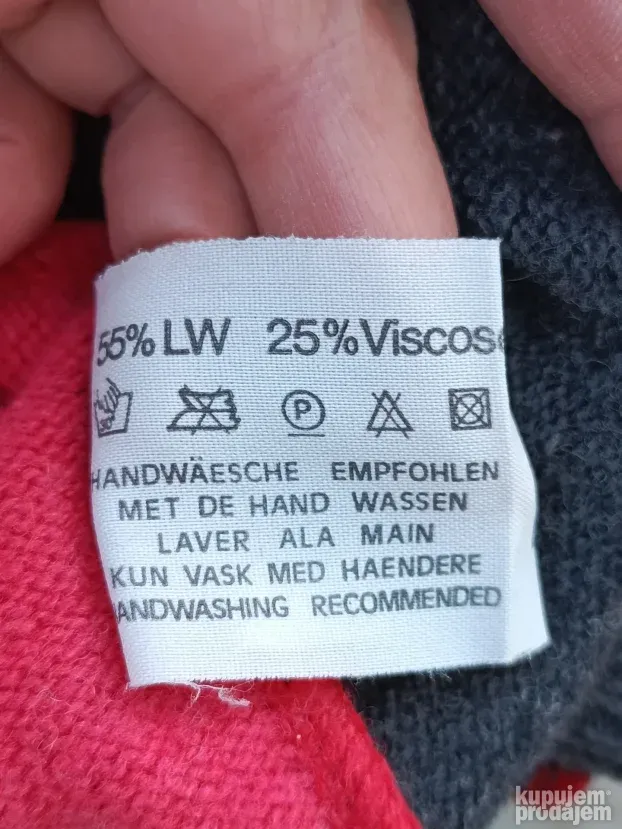 55% LW 25% Viscose
P
HANDWÄESCHE EMPFOHLEN
MET DE HAND WASSEN
LAVER ALA MAIN
KUN VASK MED HAENDERE
HANDWASHING RECOMMENDED
kupujem
prodajem